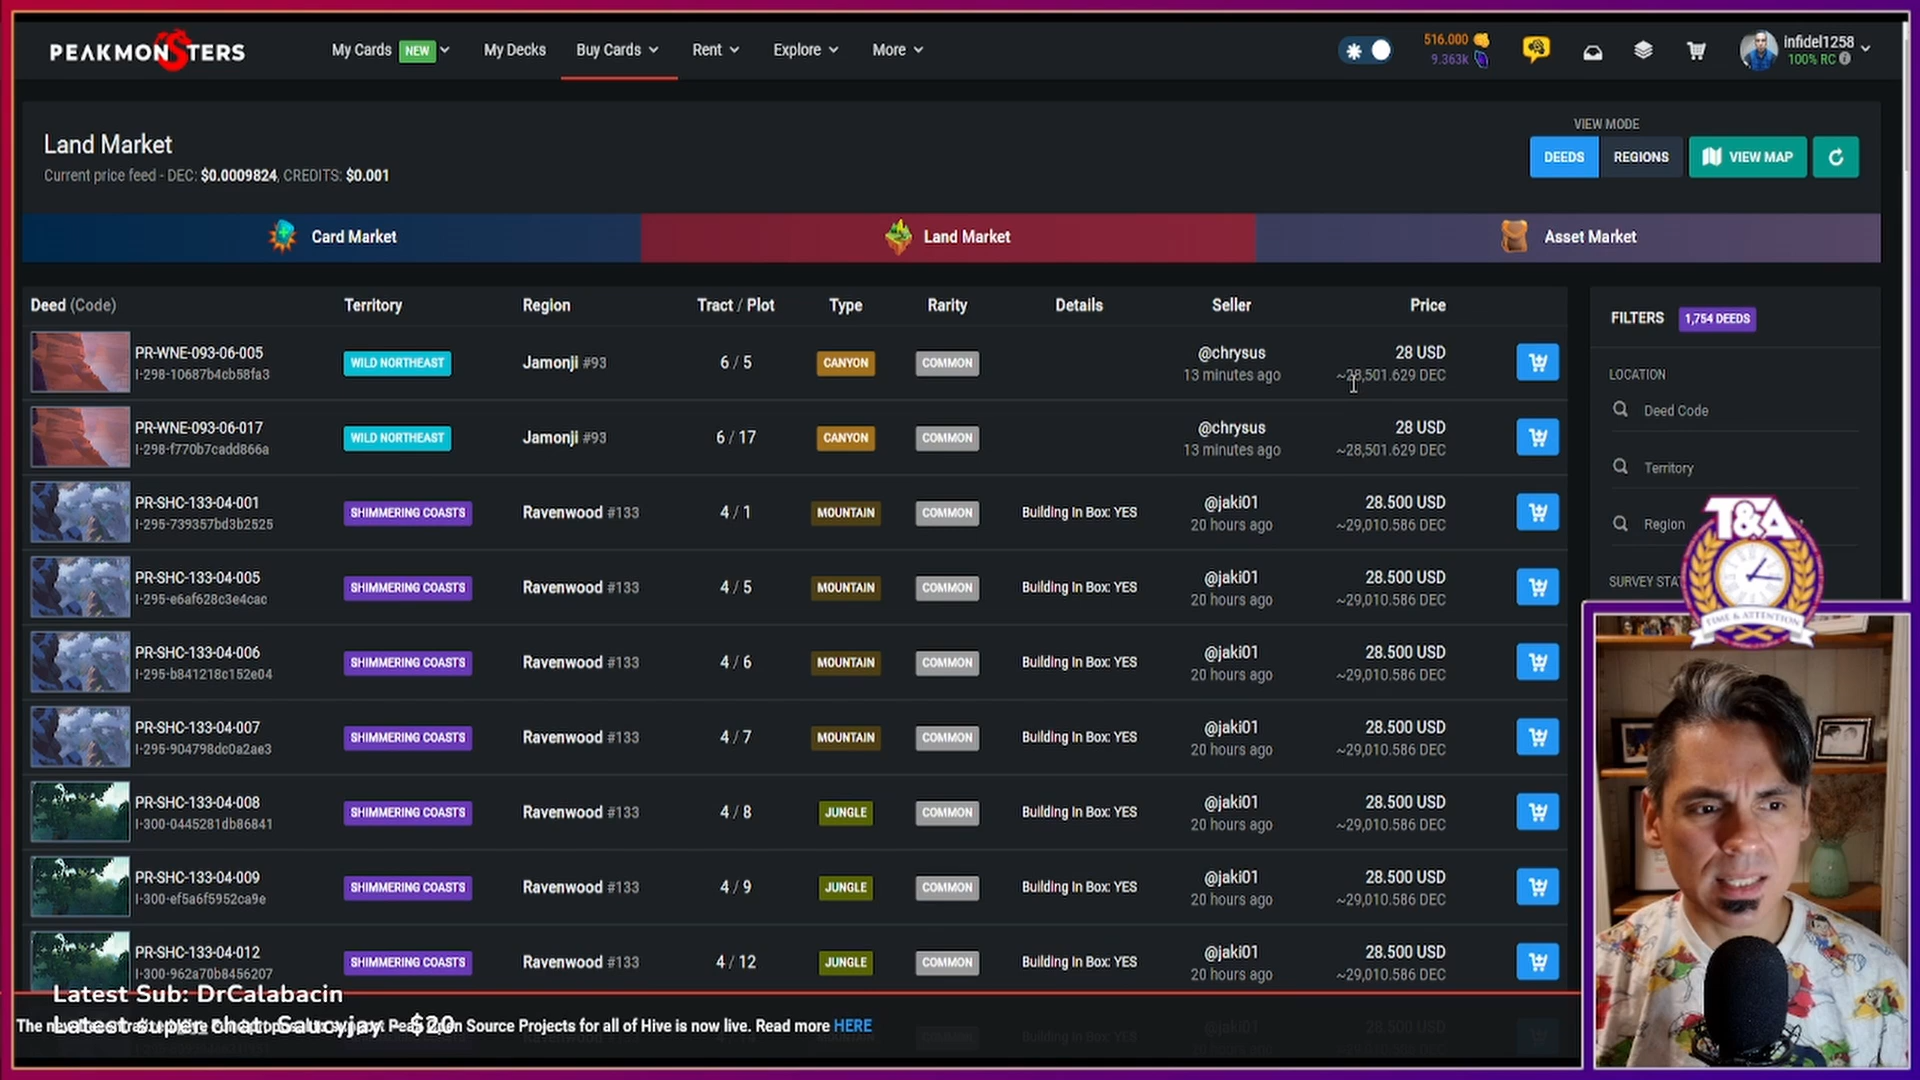 PEAKMONSTERS
My Cards NEW
My Decks
Buy Cards
Rent
Explore
More
516.000
9.363k
infidel1258
100% RC
Land Market
Current price feed - DEC: $0.0009824, CREDITS: $0.001
VIEW MODE
DEEDS
REGIONS
VIEW MAP
Card Market
Land Market
Asset Market
Deed (Code) Territory Region Tract / Plot Type Rarity Details Seller Price
PR-WNE-093-06-005 WILD NORTHEAST Jamonji #93 6 / 5 CANYON COMMON @chrysus 28 USD
I-298-10687b4cb58fa3 13 minutes ago ~28,501.629 DEC
PR-WNE-093-06-017 WILD NORTHEAST Jamonji #93 6 / 17 CANYON COMMON @chrysus 28 USD
I-298-f770b7cadd866a 13 minutes ago ~28,501.629 DEC
PR-SHC-133-04-001 SHIMMERING COASTS Ravenwood #133 4 / 1 MOUNTAIN COMMON Building In Box: YES @jaki01 28.500 USD
I-295-739357bd3b2525 20 hours ago ~29,010.586 DEC
PR-SHC-133-04-005 SHIMMERING COASTS Ravenwood #133 4 / 5 MOUNTAIN COMMON Building In Box: YES @jaki01 28.500 USD
I-295-e6af628c3e4cac 20 hours ago ~29,010.586 DEC
PR-SHC-133-04-006 SHIMMERING COASTS Ravenwood #133 4 / 6 MOUNTAIN COMMON Building In Box: YES @jaki01 28.500 USD
I-295-b841218c152e04 20 hours ago ~29,010.586 DEC
PR-SHC-133-04-007 SHIMMERING COASTS Ravenwood #133 4 / 7 MOUNTAIN COMMON Building In Box: YES @jaki01 28.500 USD
I-295-904798dc0a2ae3 20 hours ago ~29,010.586 DEC
PR-SHC-133-04-008 SHIMMERING COASTS Ravenwood #133 4 / 8 JUNGLE COMMON Building In Box: YES @jaki01 28.500 USD
I-300-0445281db86841 20 hours ago ~29,010.586 DEC
PR-SHC-133-04-009 SHIMMERING COASTS Ravenwood #133 4 / 9 JUNGLE COMMON Building In Box: YES @jaki01 28.500 USD
I-300-ef5a6f5952ca9e 20 hours ago ~29,010.586 DEC
PR-SHC-133-04-012 SHIMMERING COASTS Ravenwood #133 4 / 12 JUNGLE COMMON Building In Box: YES @jaki01 28.500 USD
I-300-962a70b8456207 20 hours ago ~29,010.586 DEC
FILTERS 1,754 DEEDS
LOCATION
Deed Code
Territory
Region
T&A
TIME & ATTENTION
Latest Sub: DrCalabacin
Latest super chat: Saucyjay - $20
The new Open Source Projects for all of Hive is now live. Read more HERE